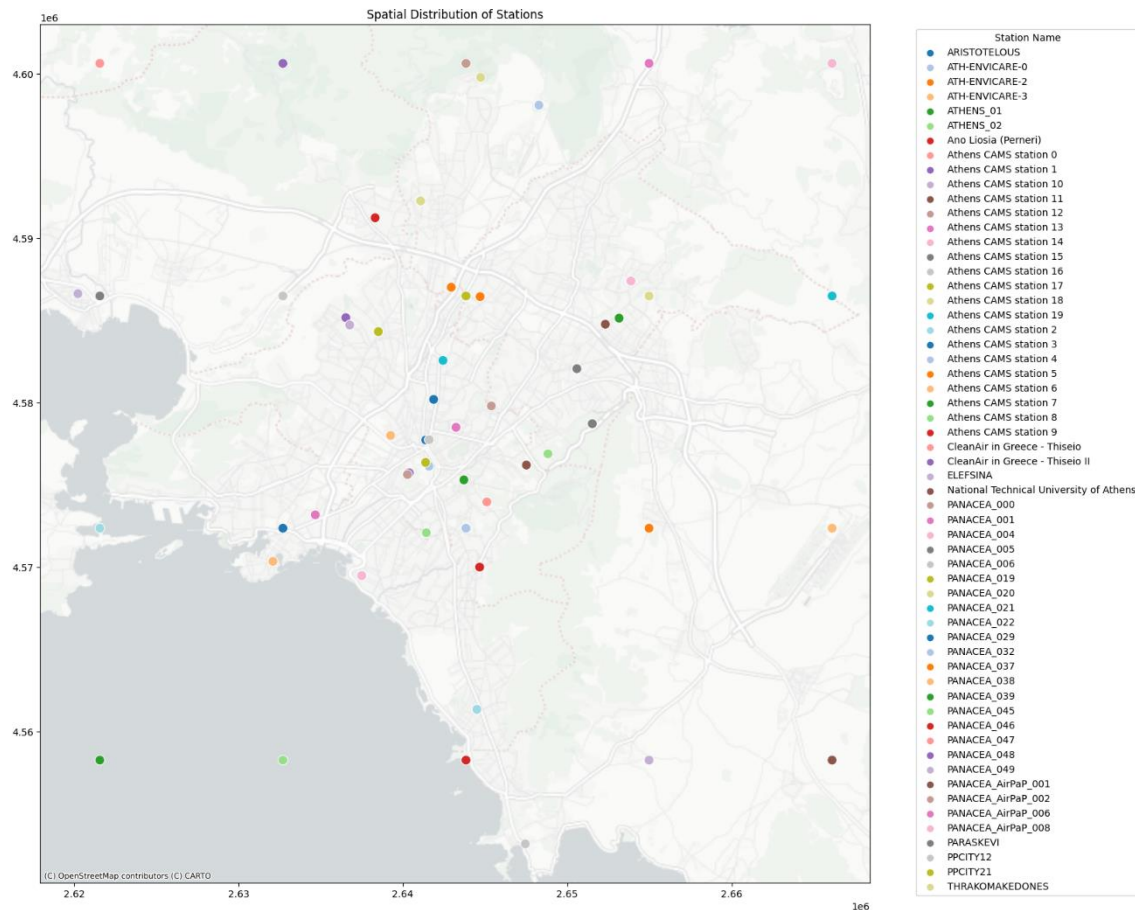 Spatial Distribution of Stations
1e6
4.60
4.59
4.58
4.57
4.56
(C) OpenStreetMap contributors (C) CARTO
2.62 2.63 2.64 2.65 2.66
1e6
Station Name
ARISTOTELOUS
ATH-ENVICARE-0
ATH-ENVICARE-2
ATH-ENVICARE-3
ATHENS_01
ATHENS_02
Ano Liosia (Perneri)
Athens CAMS station 0
Athens CAMS station 1
Athens CAMS station 10
Athens CAMS station 11
Athens CAMS station 12
Athens CAMS station 13
Athens CAMS station 14
Athens CAMS station 15
Athens CAMS station 16
Athens CAMS station 17
Athens CAMS station 18
Athens CAMS station 19
Athens CAMS station 2
Athens CAMS station 3
Athens CAMS station 4
Athens CAMS station 5
Athens CAMS station 6
Athens CAMS station 7
Athens CAMS station 8
Athens CAMS station 9
CleanAir in Greece - Thiseio
CleanAir in Greece - Thiseio II
ELEFSINA
National Technical University of Athens
PANACEA_000
PANACEA_001
PANACEA_004
PANACEA_005
PANACEA_006
PANACEA_019
PANACEA_020
PANACEA_021
PANACEA_022
PANACEA_029
PANACEA_032
PANACEA_037
PANACEA_038
PANACEA_039
PANACEA_045
PANACEA_046
PANACEA_047
PANACEA_048
PANACEA_049
PANACEA_AirPaP_001
PANACEA_AirPaP_002
PANACEA_AirPaP_006
PANACEA_AirPaP_008
PARASKEVI
PPCITY12
PPCITY21
THRAKOMAKEDONES